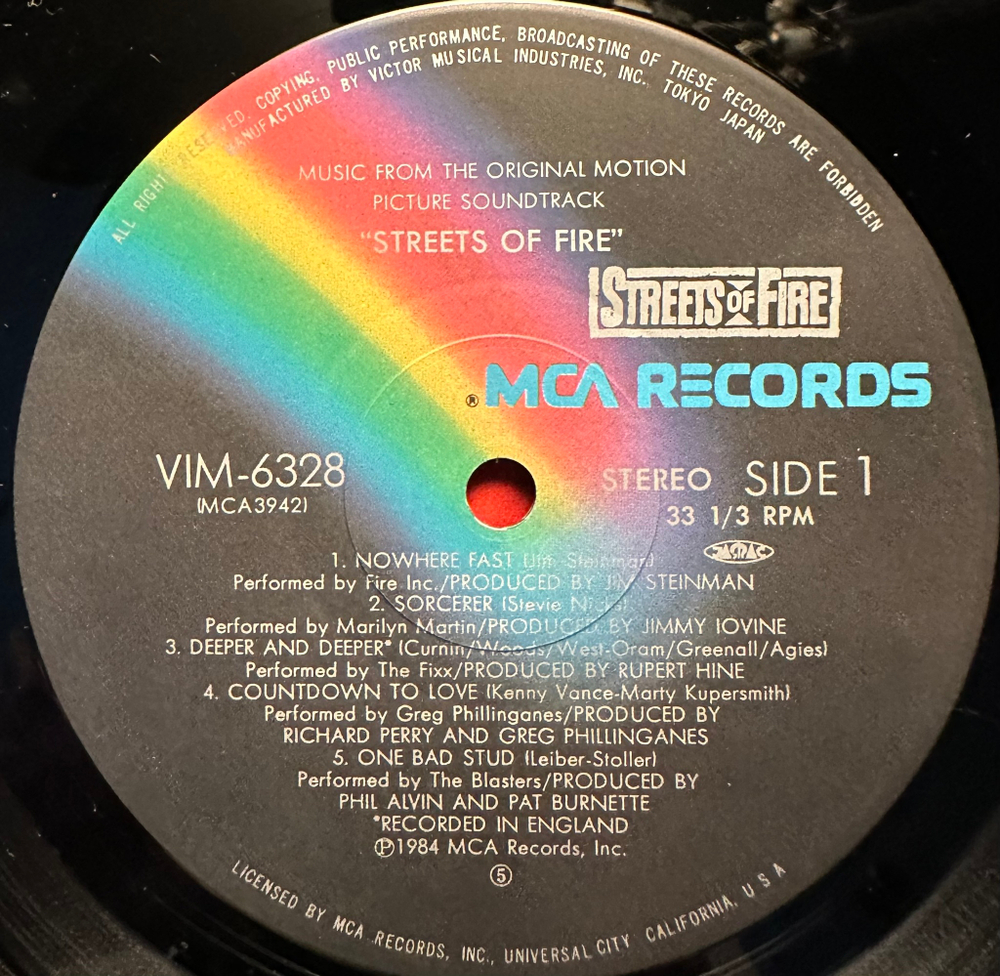 ALL RIGHT RESERVED. COPYING, PUBLIC PERFORMANCE, BROADCASTING OF THESE RECORDS ARE FORBIDDEN
MANUFACTURED BY VICTOR MUSICAL INDUSTRIES, INC. TOKYO JAPAN
MUSIC FROM THE ORIGINAL MOTION
PICTURE SOUNDTRACK
“STREETS OF FIRE”
STREETS OF FIRE
® MCA RECORDS
VIM-6328
(MCA3942)
STEREO SIDE 1
33 1/3 RPM
JASRAC
1. NOWHERE FAST (Jim Steinman)
Performed by Fire Inc./PRODUCED BY JIM STEINMAN
2. SORCERER (Stevie Nicks)
Performed by Marilyn Martin/PRODUCED BY JIMMY IOVINE
3. DEEPER AND DEEPER* (Curnin/Woods/West-Oram/Greenall/Agies)
Performed by The Fixx/PRODUCED BY RUPERT HINE
4. COUNTDOWN TO LOVE (Kenny Vance-Marty Kupersmith)
Performed by Greg Phillinganes/PRODUCED BY
RICHARD PERRY AND GREG PHILLINGANES
5. ONE BAD STUD (Leiber-Stoller)
Performed by The Blasters/PRODUCED BY
PHIL ALVIN AND PAT BURNETTE
*RECORDED IN ENGLAND
℗1984 MCA Records, Inc.
⑤
LICENSED BY MCA RECORDS, INC., UNIVERSAL CITY CALIFORNIA, U S A